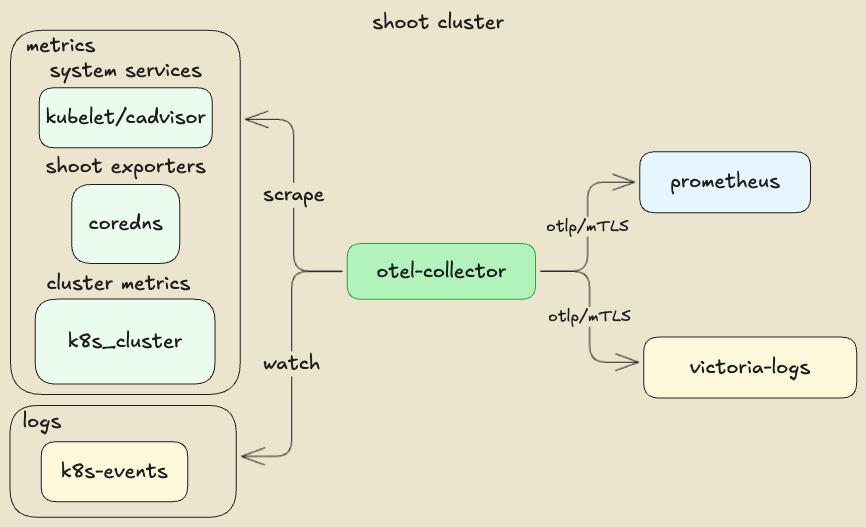 shoot cluster
metrics
system services
kubelet/cadvisor
shoot exporters
coredns
cluster metrics
k8s_cluster
logs
k8s-events
scrape
watch
otel-collector
otlp/mTLS
otlp/mTLS
prometheus
victoria-logs